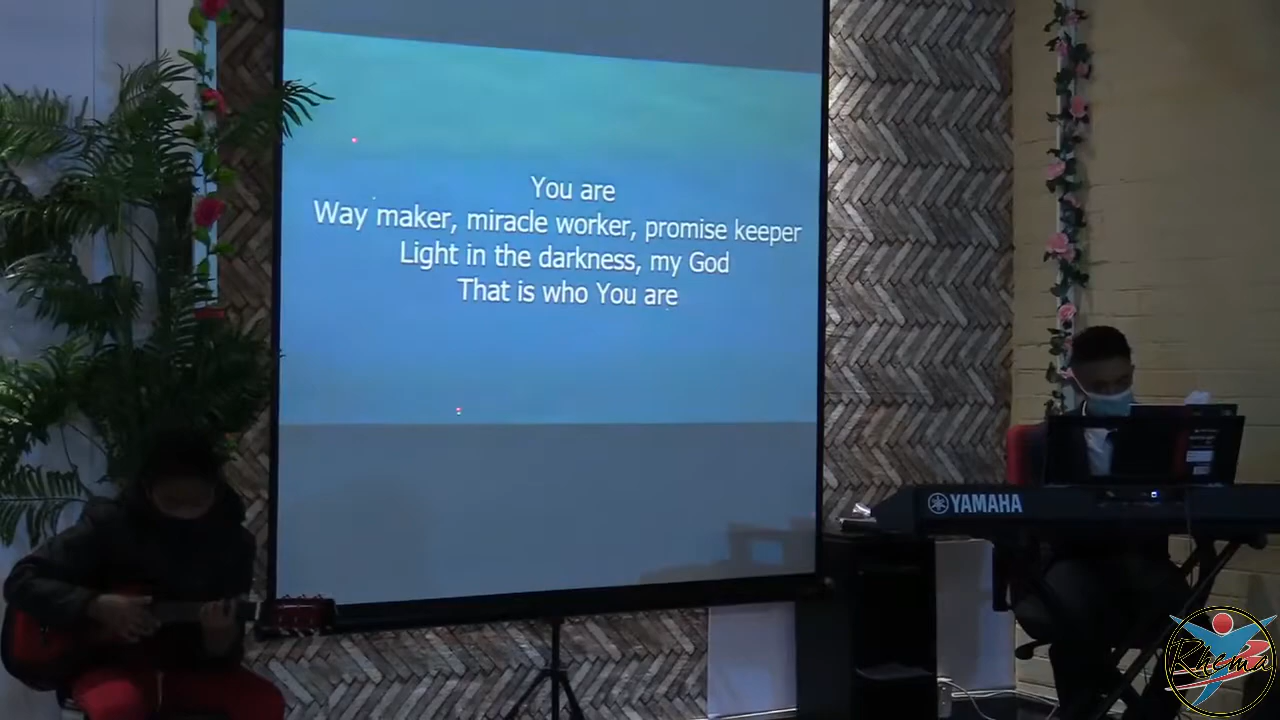 You are
Way maker, miracle worker, promise keeper
Light in the darkness, my God
That is who You are
YAMAHA
Rhema